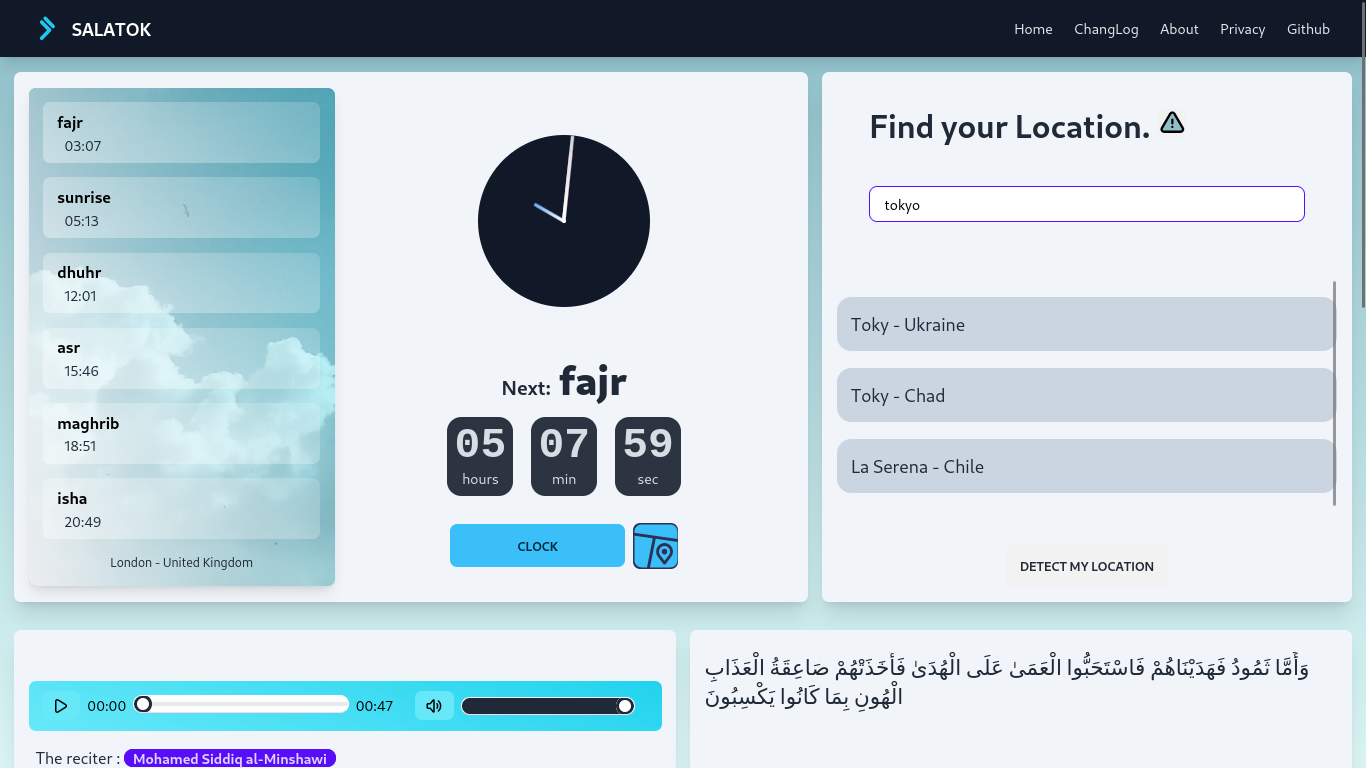 SALATOK
Home ChangLog About Privacy Github
fajr
03:07
sunrise
05:13
dhuhr
12:01
asr
15:46
maghrib
18:51
isha
20:49
London - United Kingdom
Next: fajr
05 07 59
hours min sec
CLOCK
Find your Location.
tokyo
Toky - Ukraine
Toky - Chad
La Serena - Chile
DETECT MY LOCATION
00:00 00:47
The reciter : Mohamed Siddiq al-Minshawi
وَأَمَّا ثَمُودُ فَهَدَيْنَاهُمْ فَاسْتَحَبُّوا الْعَمَىٰ عَلَى الْهُدَىٰ فَأَخَذَتْهُمْ صَاعِقَةُ الْعَذَابِ
الْهُونِ بِمَا كَانُوا يَكْسِبُونَ